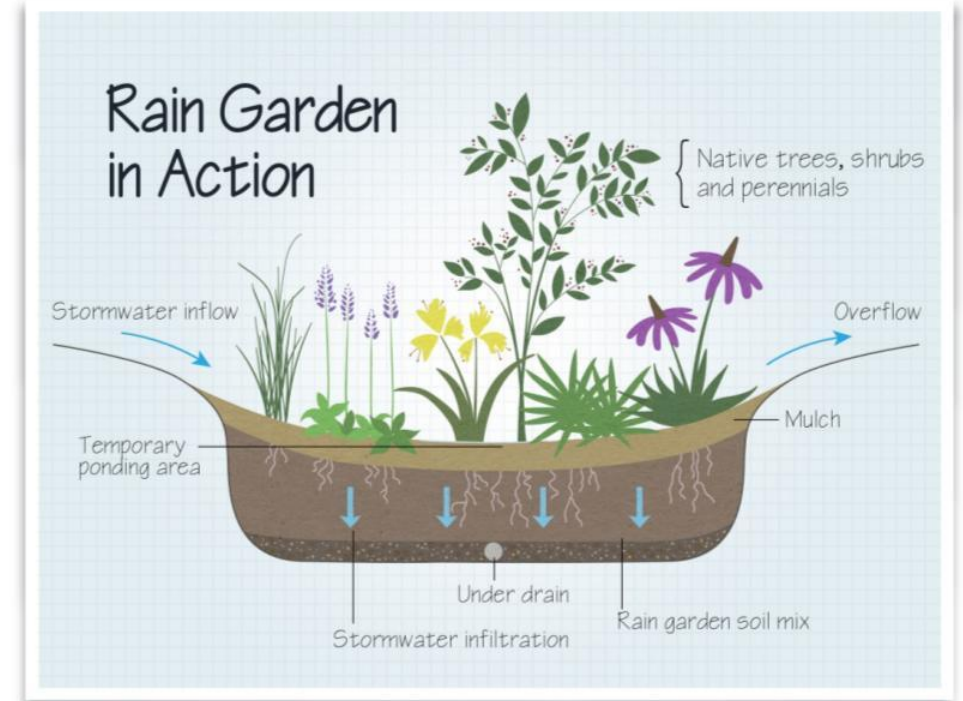 Rain Garden
in Action
Native trees, shrubs
and perennials
Stormwater inflow
Overflow
Mulch
Temporary
ponding area
Under drain
Rain garden soil mix
Stormwater infiltration